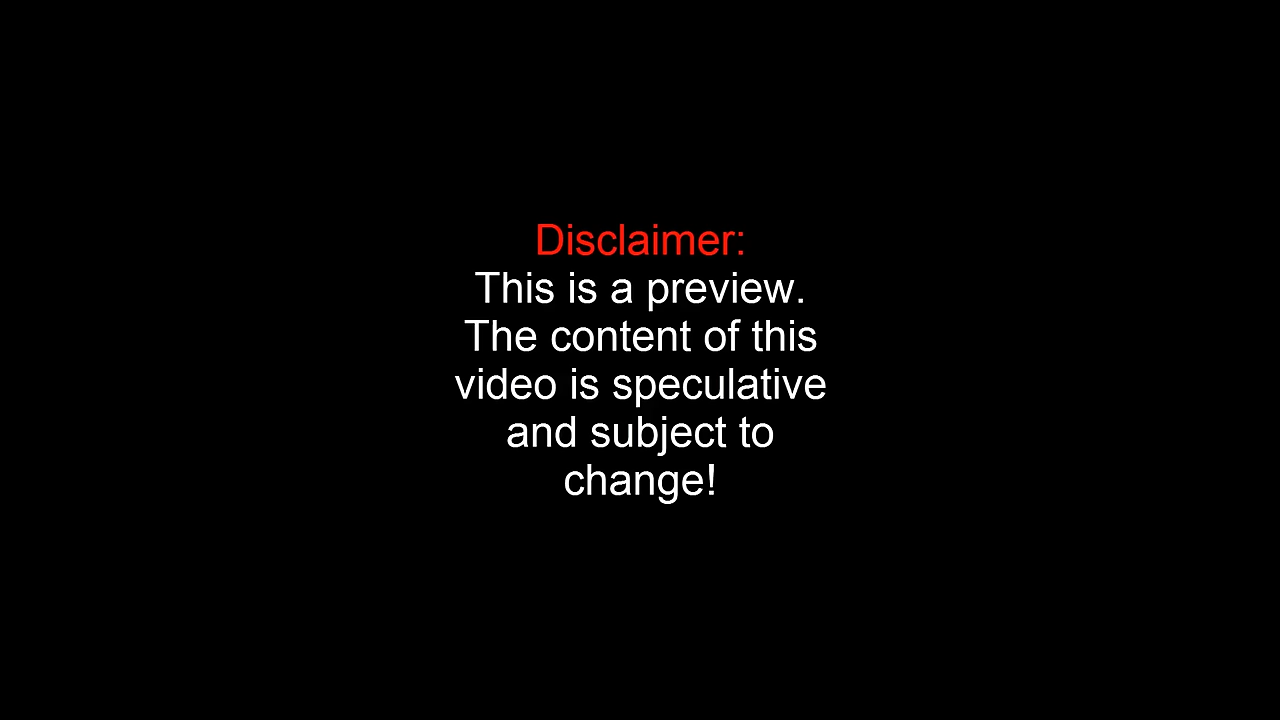 Disclaimer:
This is a preview.
The content of this
video is speculative
and subject to
change!